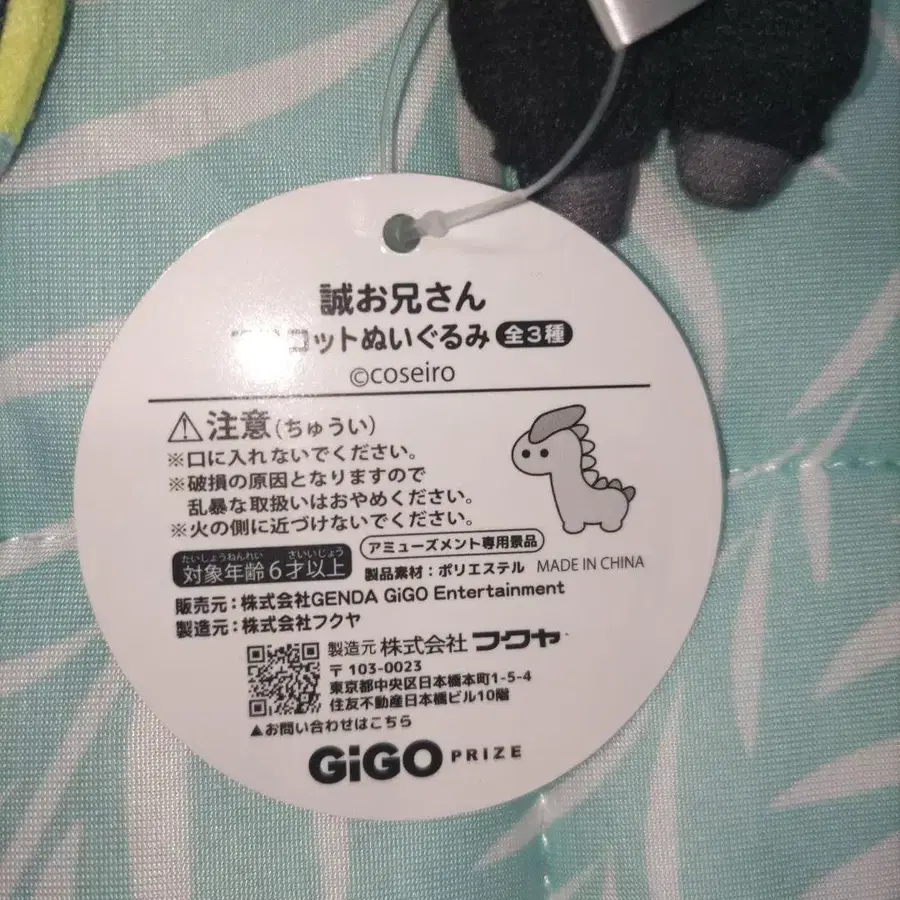 誠お兄さん
コットぬいぐるみ 全3種
©coseiro
⚠注意(ちゅうい)
※口に入れないでください。
※破損の原因となりますので
乱暴な取扱いはおやめください。
※火の側に近づけないでください。
アミューズメント専用景品
たいしょうねんれい さいいじょう
対象年齢6才以上 製品素材:ポリエステル MADE IN CHINA
販売元:株式会社GENDA GiGO Entertainment
製造元:株式会社フクヤ
製造元 株式会社フクヤ
〒103-0023
東京都中央区日本橋本町1-5-4
住友不動産日本橋ビル10階
▲お問い合わせはこちら
GiGO PRIZE